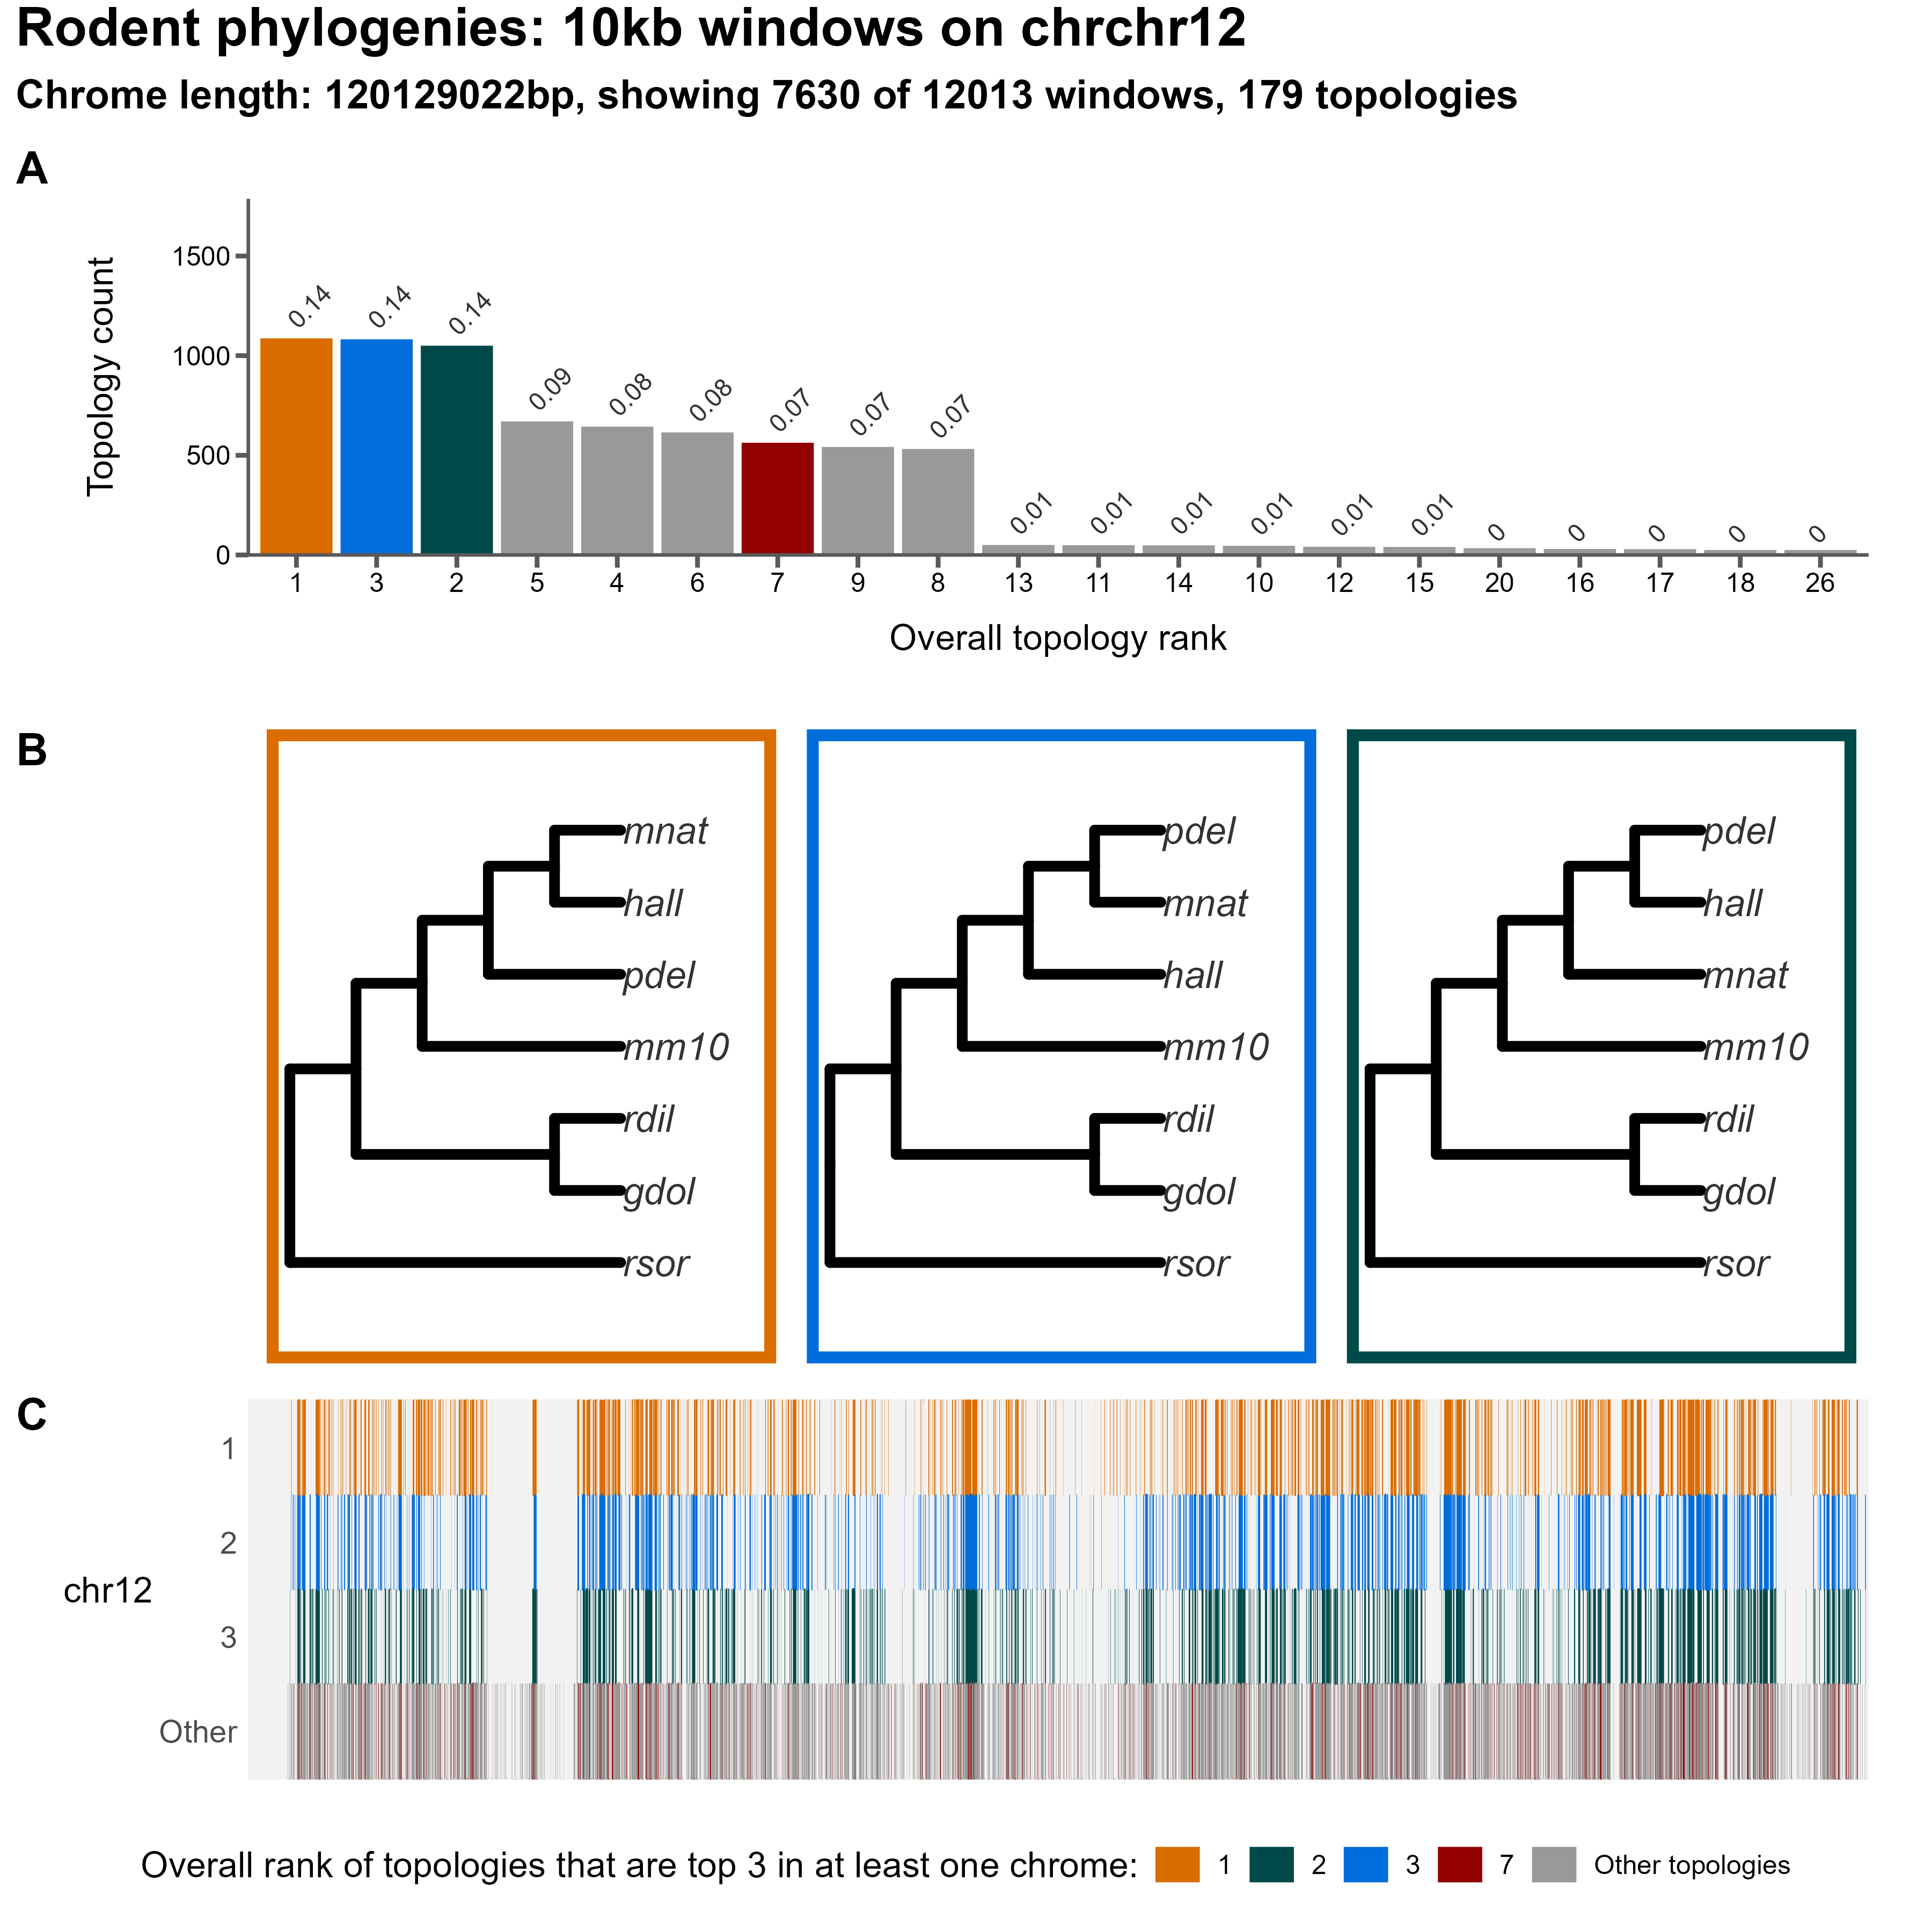 Rodent phylogenies: 10kb windows on chrchr12
Chrome length: 120129022bp, showing 7630 of 12013 windows, 179 topologies
A
Topology count
1500
1000
500
0
0.14 0.14 0.14 0.09 0.08 0.08 0.07 0.07 0.07 0.01 0.01 0.01 0.01 0.01 0.01 0 0 0 0 0
1 3 2 5 4 6 7 9 8 13 11 14 10 12 15 20 16 17 18 26
Overall topology rank
B
mnat
hall
pdel
mm10
rdil
gdol
rsor
pdel
mnat
hall
mm10
rdil
gdol
rsor
pdel
hall
mnat
mm10
rdil
gdol
rsor
C
chr12
1
2
3
Other
Overall rank of topologies that are top 3 in at least one chrome: 1 2 3 7 Other topologies